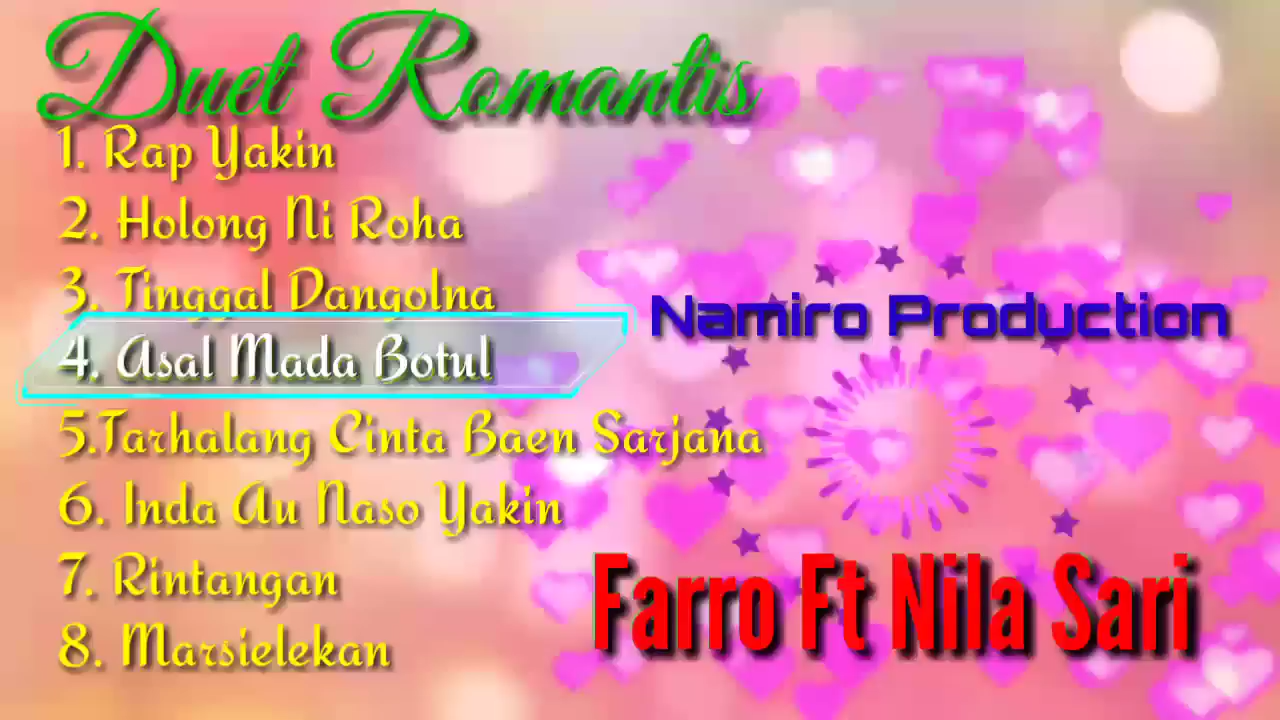 Duet Romantis
1. Rap Yakin
2. Holong Ni Roha
3. Tinggal Dangolna
4. Asal Mada Botul
5.Tarhalang Cinta Baen Sarjana
6. Inda Au Naso Yakin
7. Rintangan
8. Marsielekan
Namiro Production
Farro Ft Nila Sari